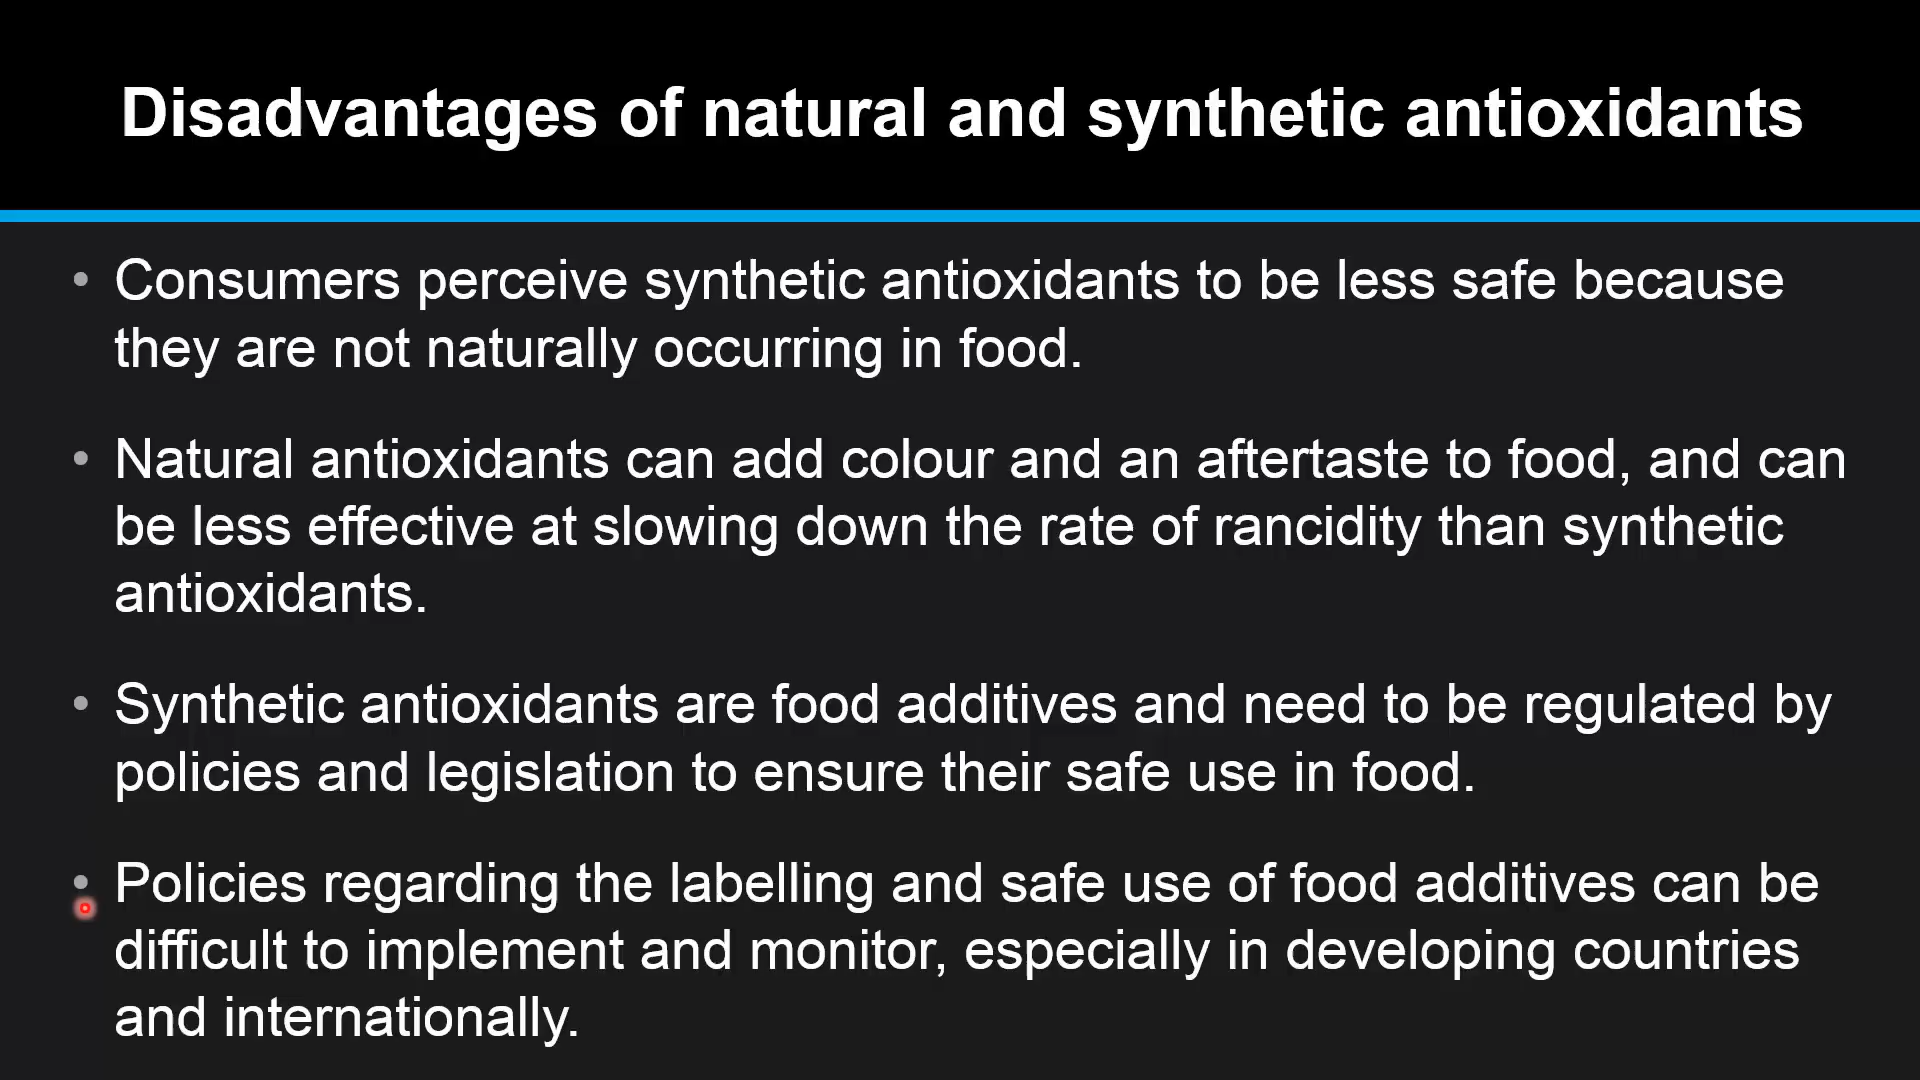 Disadvantages of natural and synthetic antioxidants
• Consumers perceive synthetic antioxidants to be less safe because
they are not naturally occurring in food.
• Natural antioxidants can add colour and an aftertaste to food, and can
be less effective at slowing down the rate of rancidity than synthetic
antioxidants.
• Synthetic antioxidants are food additives and need to be regulated by
policies and legislation to ensure their safe use in food.
• Policies regarding the labelling and safe use of food additives can be
difficult to implement and monitor, especially in developing countries
and internationally.